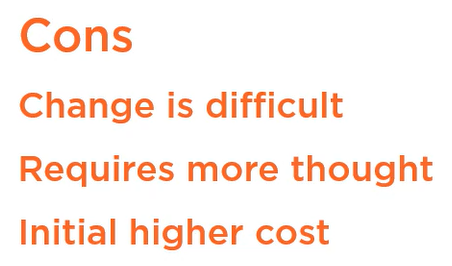 Cons
Change is difficult
Requires more thought
Initial higher cost